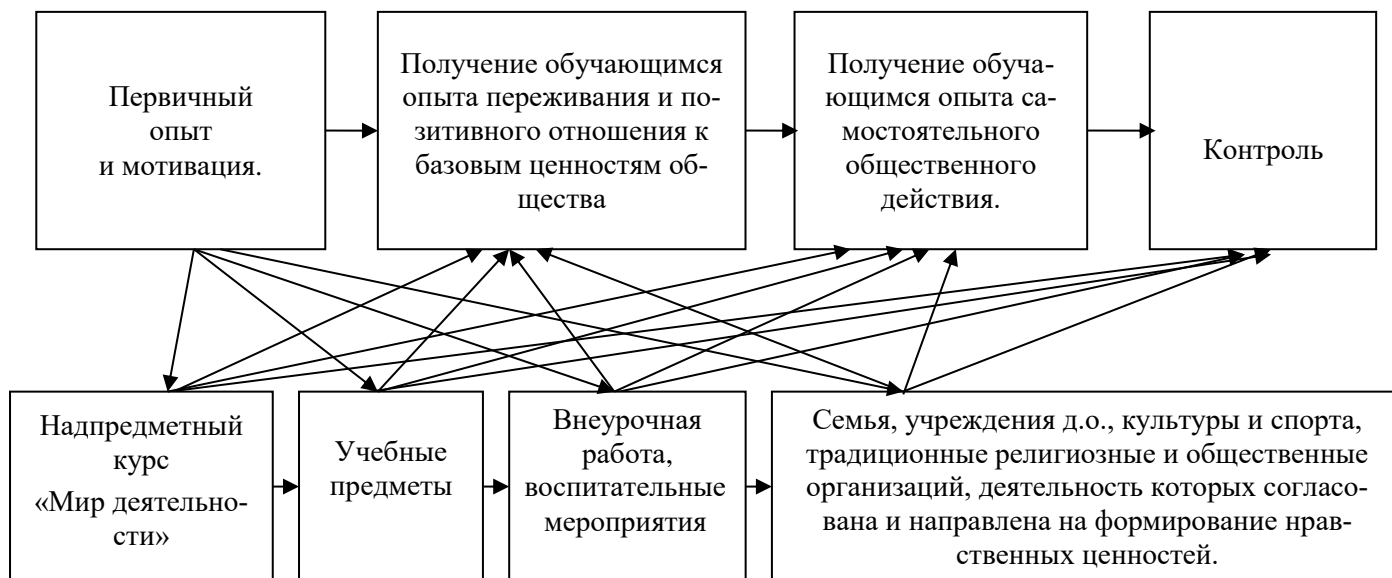 Первичный
опыт
и мотивация.
Получение обучающимся
опыта переживания и по-
зитивного отношения к
базовым ценностям об-
щества
Получение обуча-
ющимся опыта са-
мостоятельного
общественного
действия.
Контроль
Надпредметный
курс
«Мир деятельно-
сти»
Учебные
предметы
Внеурочная
работа,
воспитательные
мероприятия
Семья, учреждения д.о., культуры и спорта,
традиционные религиозные и общественные
организаций, деятельность которых согласо-
вана и направлена на формирование нрав-
ственных ценностей.